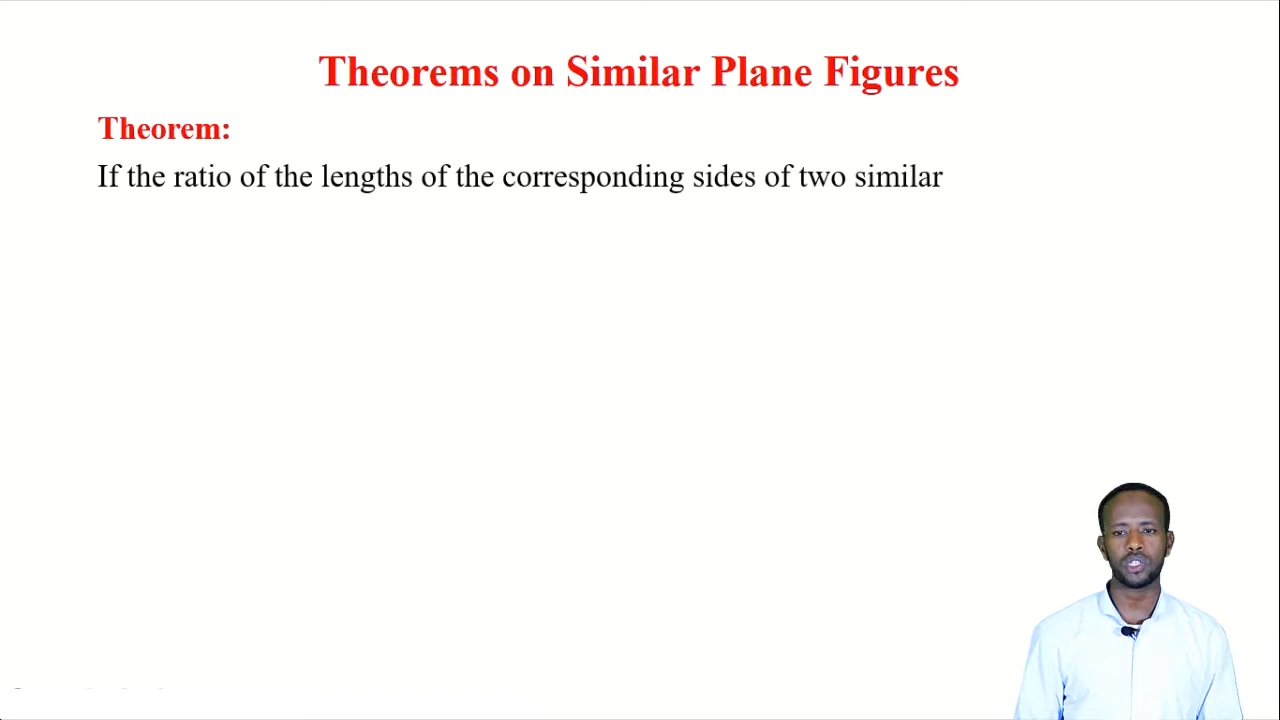 Theorems on Similar Plane Figures
Theorem:
If the ratio of the lengths of the corresponding sides of two similar